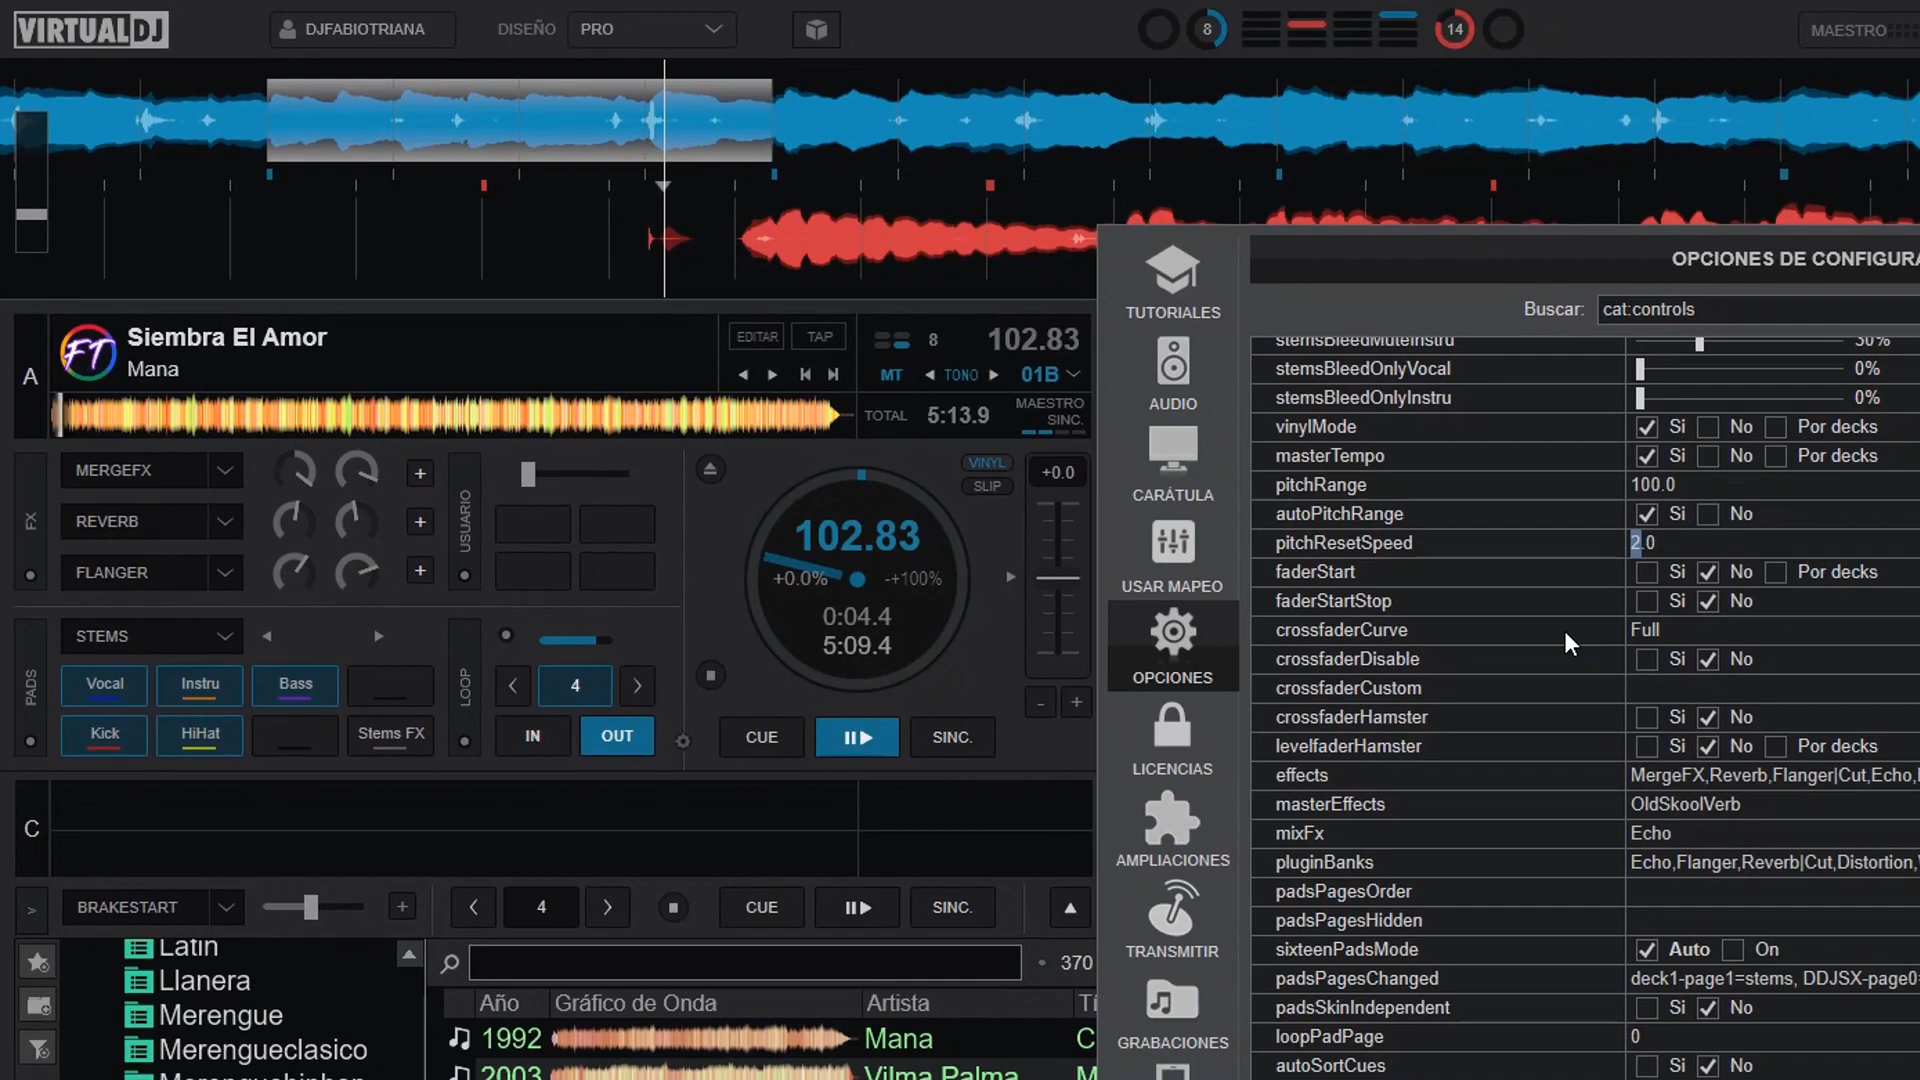 VIRTUALDJ
DJFABIOTRIANA
DISEÑO
PRO
8
14
MAESTRO
OPCIONES DE CONFIGURA
Buscar:
cat:controls
A
FT
Siembra El Amor
Mana
EDITAR
TAP
8
102.83
MT
TONO
01B
TOTAL
5:13.9
MAESTRO
SINC.
FX
MERGEFX
REVERB
FLANGER
+
+
+
USUARIO
VINYL
SLIP
+0.0
102.83
+0.0%
-+100%
0:04.4
5:09.4
-
+
PADS
STEMS
Vocal
Instru
Bass
Kick
HiHat
Stems FX
LOOP
4
IN
OUT
CUE
SINC.
C
>
BRAKESTART
+
4
CUE
SINC.
Latin
Llanera
Merengue
Merengueclasico
370
Año
Gráfico de Onda
Artista
Tí
1992
Mana
C
2003
Vilma Palma
M
TUTORIALES
AUDIO
CARÁTULA
USAR MAPEO
OPCIONES
LICENCIAS
AMPLIACIONES
TRANSMITIR
GRABACIONES
stemsBleedMuteInstru 30%
stemsBleedOnlyVocal 0%
stemsBleedOnlyInstru 0%
vinylMode Si No Por decks
masterTempo Si No Por decks
pitchRange 100.0
autoPitchRange Si No
pitchResetSpeed 2.0
faderStart Si No Por decks
faderStartStop Si No
crossfaderCurve Full
crossfaderDisable Si No
crossfaderCustom
crossfaderHamster Si No
levelfaderHamster Si No Por decks
effects MergeFX,Reverb,Flanger|Cut,Echo,
masterEffects OldSkoolVerb
mixFx Echo
pluginBanks Echo,Flanger,Reverb|Cut,Distortion,
padsPagesOrder
padsPagesHidden
sixteenPadsMode Auto On
padsPagesChanged deck1-page1=stems, DDJSX-page0=
padsSkinIndependent Si No
loopPadPage 0
autoSortCues Si No